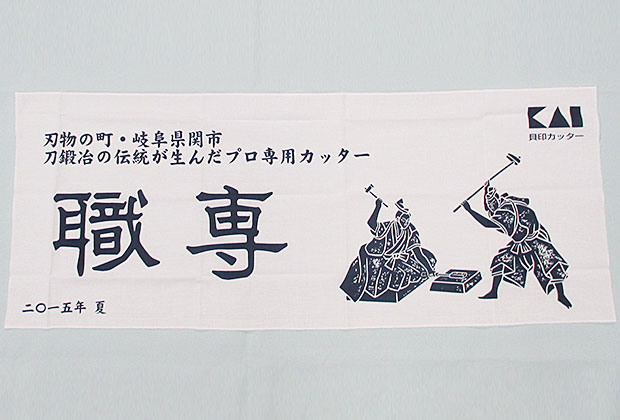 KAI
貝印カッター
刃物の町・岐阜県関市
刀鍛冶の伝統が生んだプロ専用カッター
職専
二〇一五年 夏